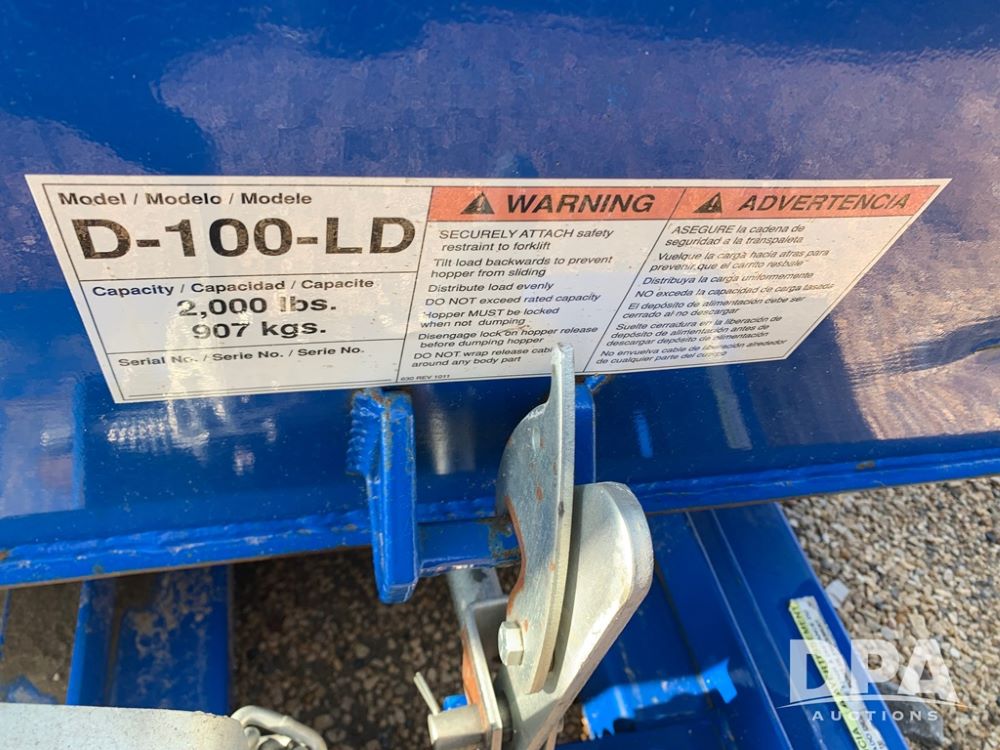 Model / Modelo / Modele
D-100-LD
Capacity / Capacidad / Capacite
2,000 lbs.
907 kgs.
Serial No. / Serie No. / Serie No.
WARNING
SECURELY ATTACH safety
restraint to forklift
Tilt load backwards to prevent
hopper from sliding
Distribute load evenly
DO NOT exceed rated capacity
Hopper MUST be locked
when not dumping
Disengage lock on hopper release
before dumping hopper
DO NOT wrap release cable
around any body part
630 REV 1011
ADVERTENCIA
ASEGURE la cadena de
seguridad a la transpaleta
Vuelque la carga hacia atras para
prevenir que el carrito resbale
Distribuya la carga uniformemente
NO exceda la capacidad de carga tasada
El depósito de alimentación debe ser
cerrado al no descargar
Suelte cerradura en la liberación de
depósito de alimentación antes de
descargar depósito de alimentación
No envuelva cable de liberación alrededor
de cualquier parte del cuerpo
DPA
AUCTIONS